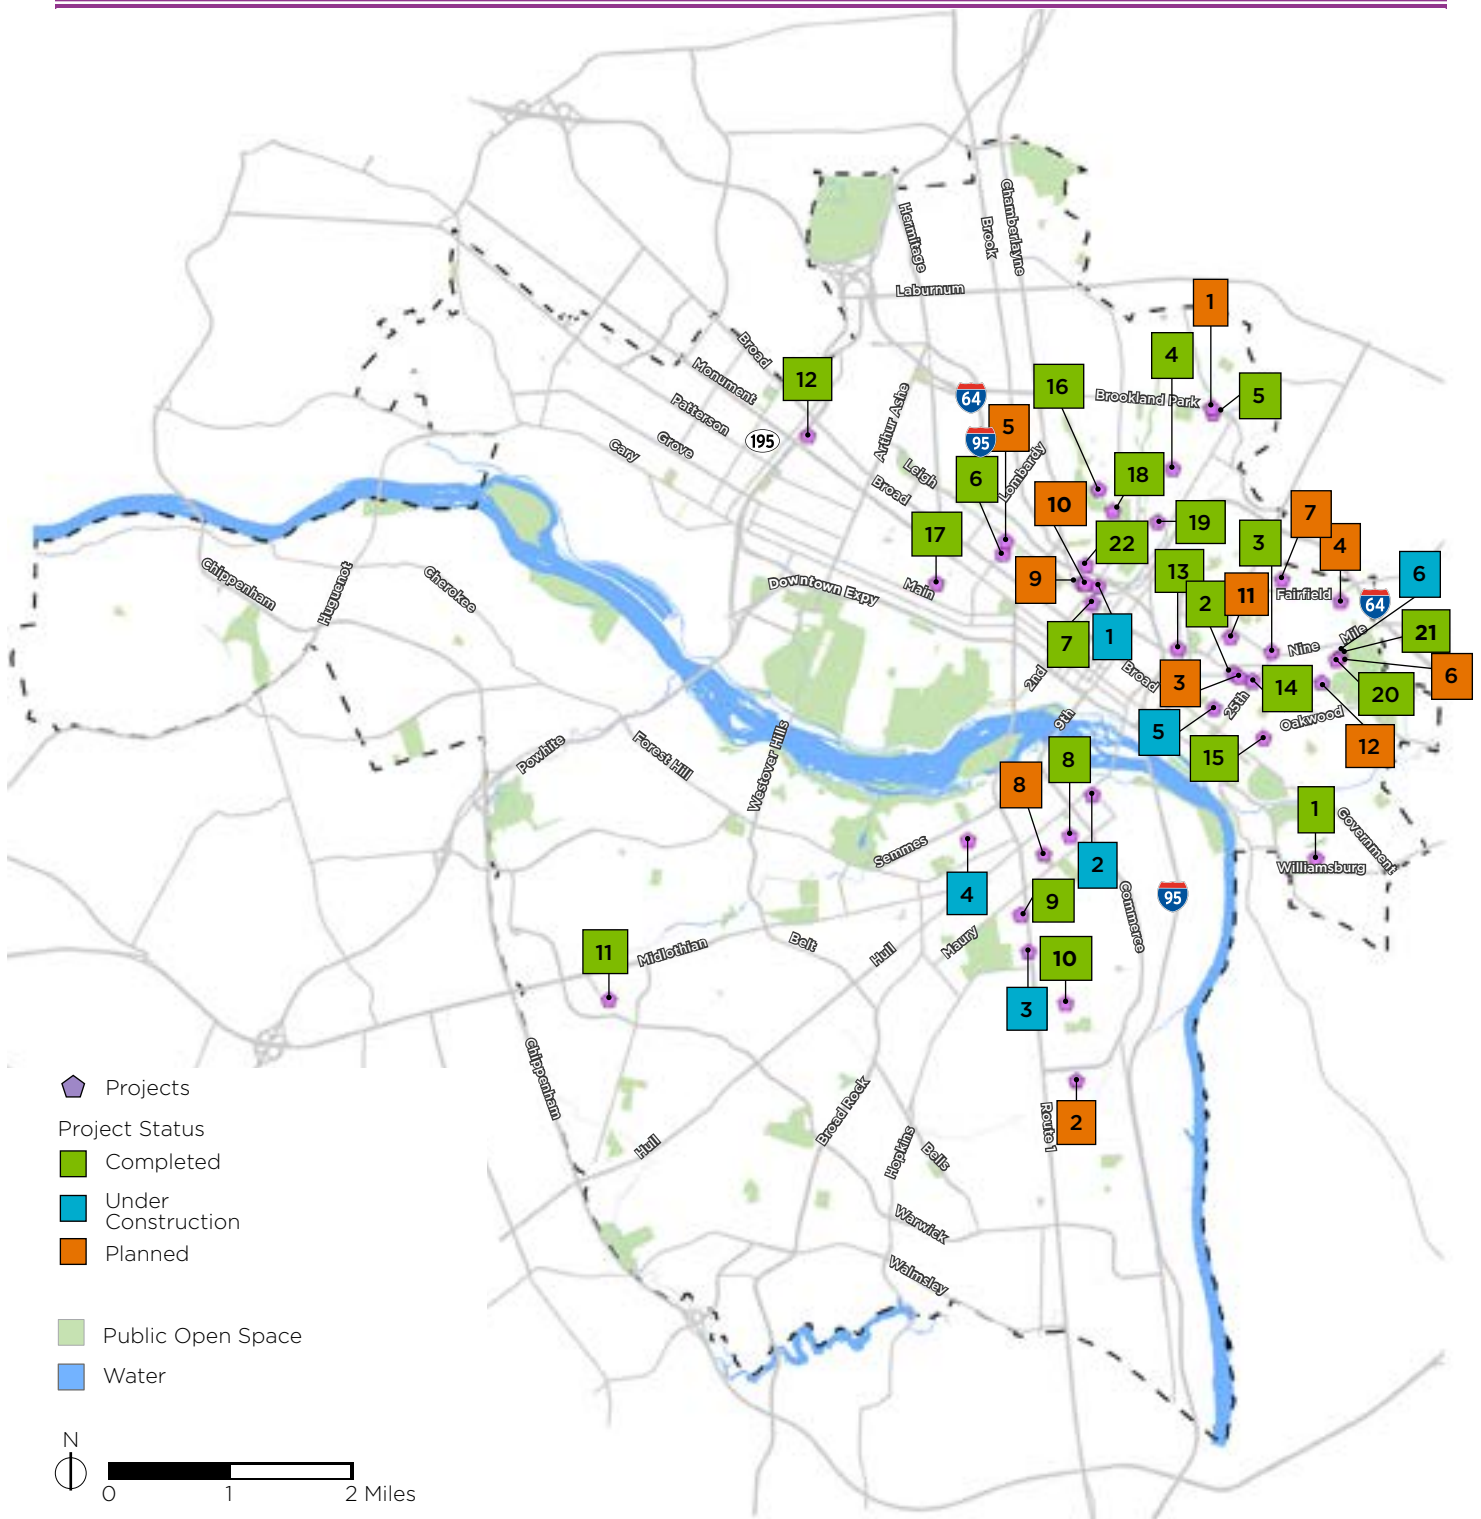 Hermitage
Brook
Chamberlayne
Laburnum
1
4
Broad
Monument
12
16
Brookland Park
5
64
Patterson
Arthur Ashe
5
195
95
Grove
Cary
Lombardy
Leigh
6
18
Broad
10
7
17
19
3
4
22
13
6
9
2
11
Chippenham
Huguenot
Cherokee
Downtown Expy
Main
Fairfield
64
7
1
Nine
Mile
21
2nd
Broad
3
14
20
6
25th
9th
Oakwood
5
12
15
Powhite
Forest Hill
Westover Hills
8
8
1
Government
Semmes
2
Williamsburg
4
9
Commerce
95
11
Midlothian
Belt
Hull
Maury
10
3
Chippenham
Projects
Project Status
Completed
Under
Construction
Planned
Broad Rock
Route 1
2
Hull
Hopkins
Bells
Warwick
Walmsley
Public Open Space
Water
N
0 1 2 Miles